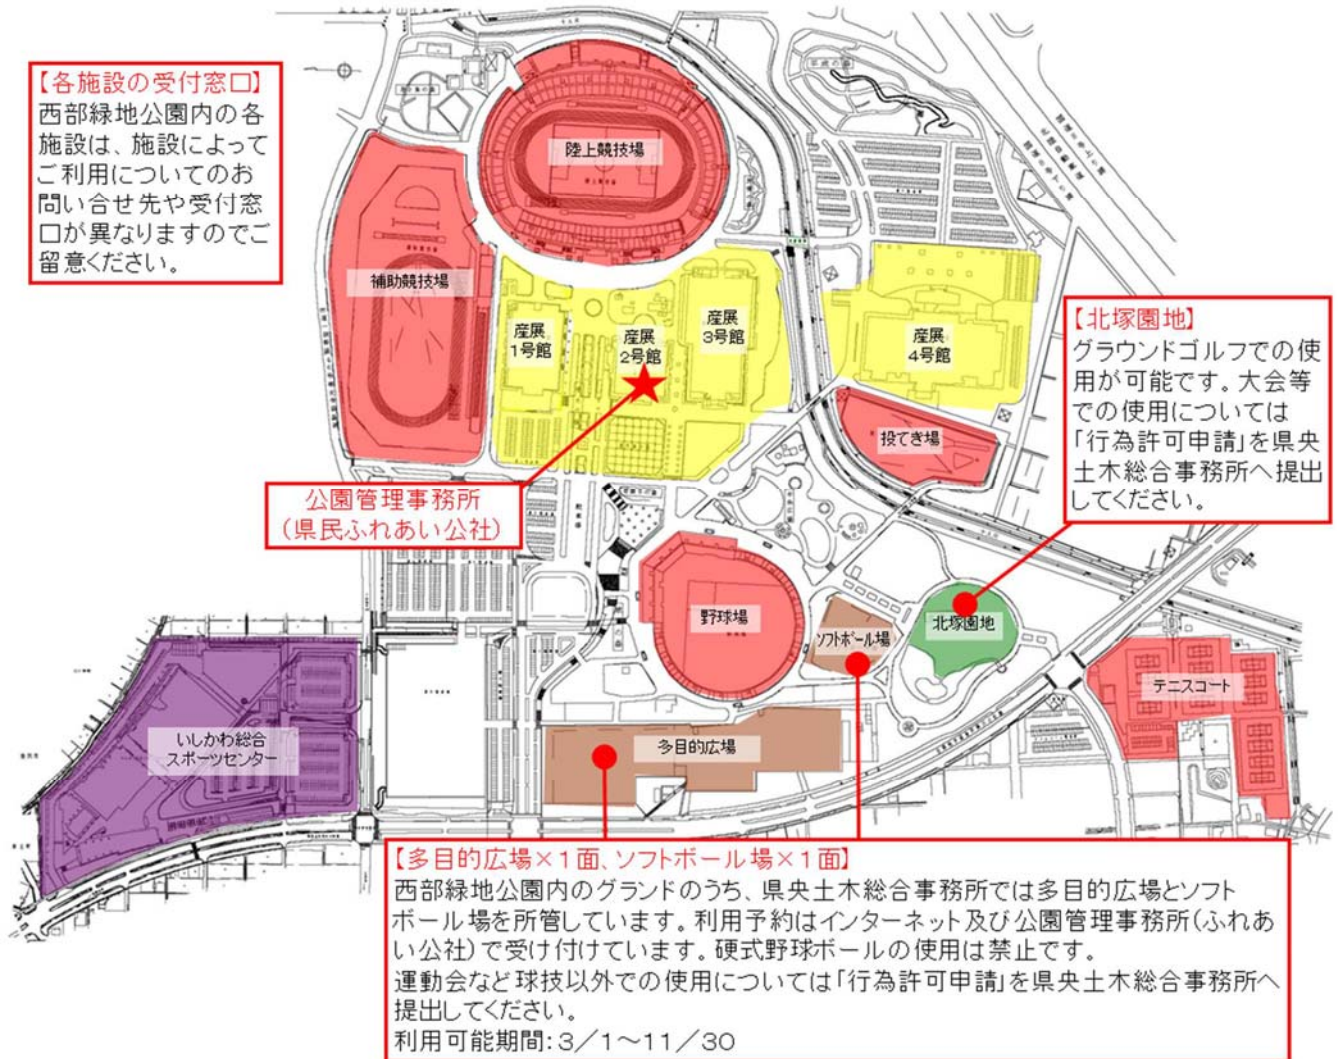 【各施設の受付窓口】
西部緑地公園内の各
施設は、施設によって
ご利用についてのお
問い合せ先や受付窓
口が異なりますのでご
留意ください。
陸上競技場
補助競技場
産展
1号館
産展
2号館
産展
3号館
産展
4号館
【北塚園地】
グラウンドゴルフでの使
用が可能です。大会等
での使用については
「行為許可申請」を県央
土木総合事務所へ提出
してください。
投てき場
公園管理事務所
(県民ふれあい公社)
野球場
ソフトボール場
北塚園地
テニスコート
いしかわ総合
スポーツセンター
多目的広場
【多目的広場×1面、ソフトボール場×1面】
西部緑地公園内のグランドのうち、県央土木総合事務所では多目的広場とソフト
ボール場を所管しています。利用予約はインターネット及び公園管理事務所(ふれあ
い公社)で受け付けています。硬式野球ボールの使用は禁止です。
運動会など球技以外での使用については「行為許可申請」を県央土木総合事務所へ
提出してください。
利用可能期間:3/1～11/30